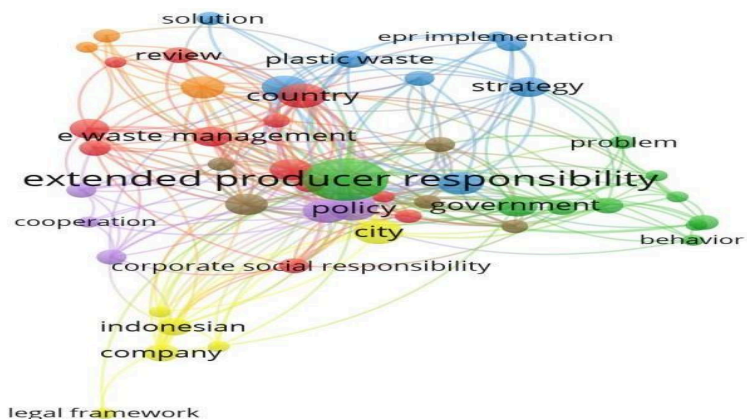 solution
epr implementation
review
plastic waste
country
strategy
e waste management
problem
extended producer responsibility
policy
government
cooperation
city
behavior
corporate social responsibility
indonesian
company
legal framework